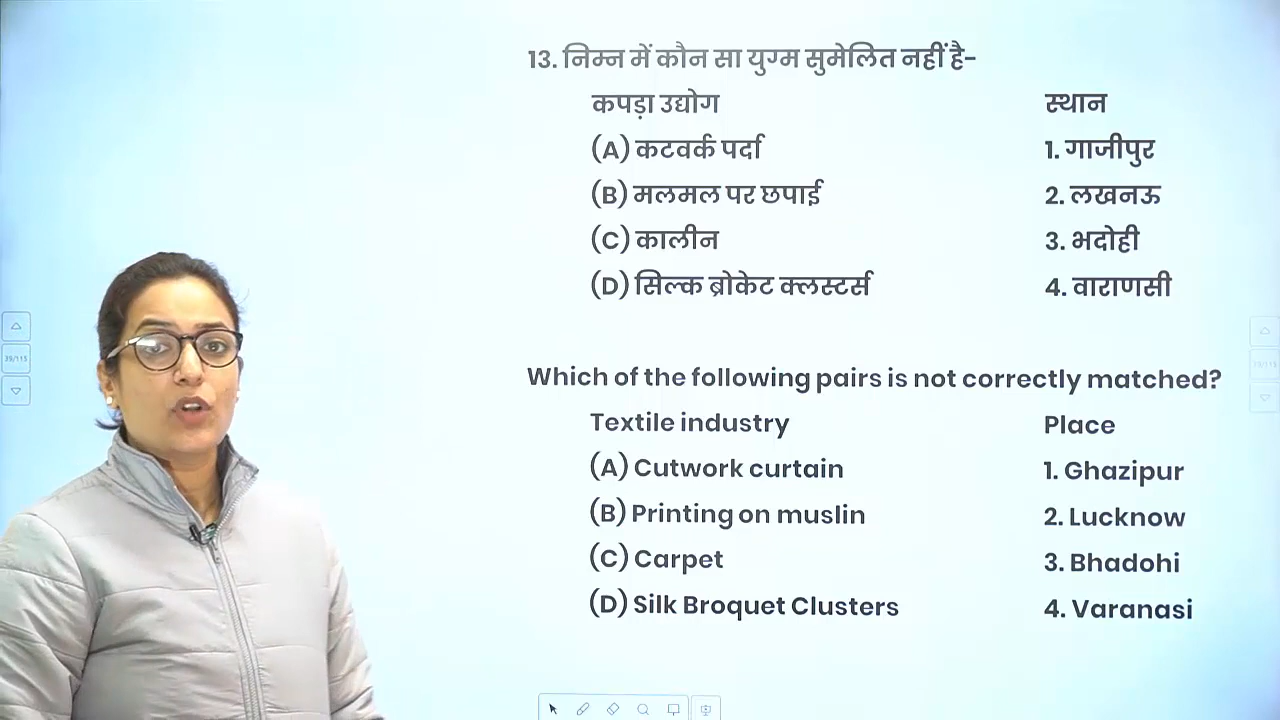 13. निम्न में कौन सा युग्म सुमेलित नहीं है-
कपड़ा उद्योग स्थान
(A) कटवर्क पर्दा 1. गाजीपुर
(B) मलमल पर छपाई 2. लखनऊ
(C) कालीन 3. भदोही
(D) सिल्क ब्रोकेट क्लस्टर्स 4. वाराणसी
Which of the following pairs is not correctly matched?
Textile industry Place
(A) Cutwork curtain 1. Ghazipur
(B) Printing on muslin 2. Lucknow
(C) Carpet 3. Bhadohi
(D) Silk Broquet Clusters 4. Varanasi